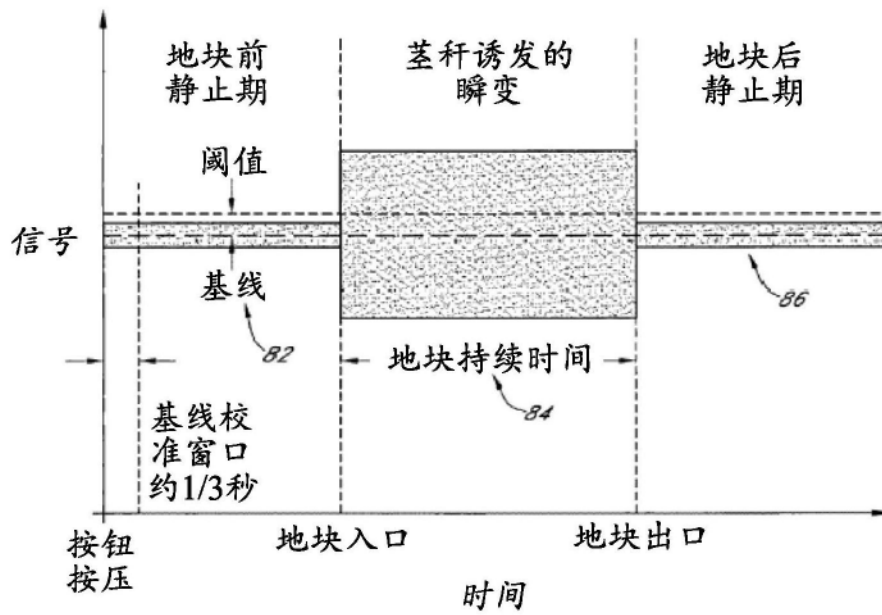 地块前
静止期
茎秆诱发的
瞬变
地块后
静止期
阈值
信号
基线
82
86
地块持续时间
84
基线校
准窗口
约1/3秒
按钮
按压
地块入口
地块出口
时间